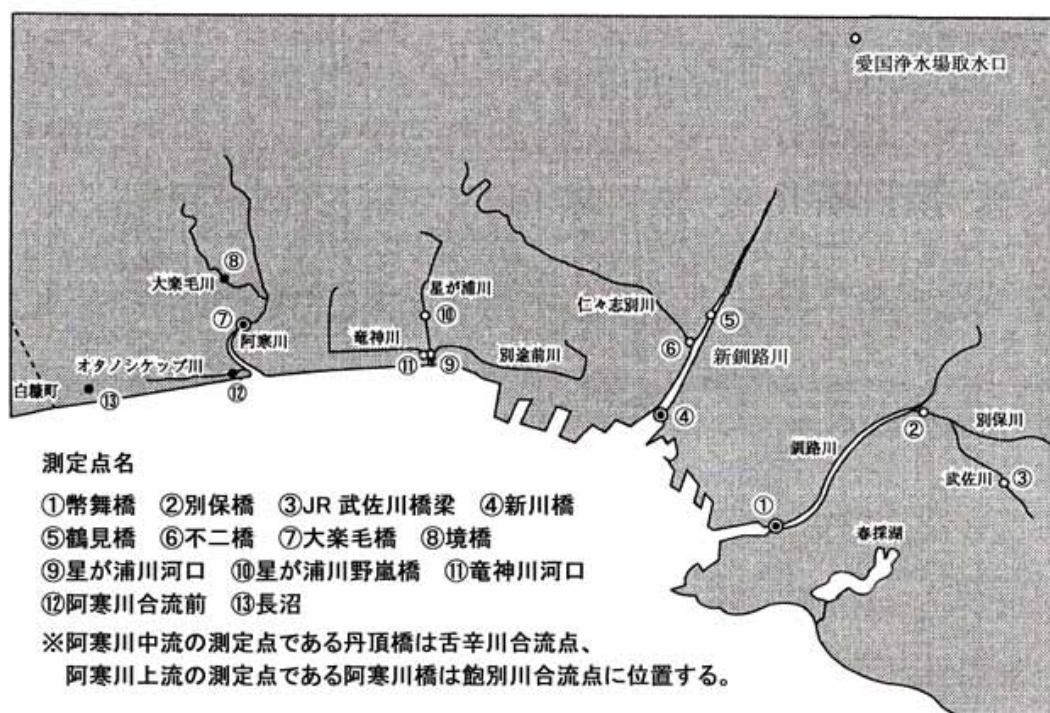 愛国浄水場取水口
⑧
大楽毛川
星が浦川
⑦
阿寒川
⑩
仁々志別川
⑤
竜神川
⑥
新釧路川
オタノシケップ川
⑪
⑨
別途前川
白糠町
⑬
⑫
④
②
別保川
釧路川
武佐川
③
①
春採湖
測定点名
①幣舞橋 ②別保橋 ③JR 武佐川橋梁 ④新川橋
⑤鶴見橋 ⑥不二橋 ⑦大楽毛橋 ⑧境橋
⑨星が浦川河口 ⑩星が浦川野嵐橋 ⑪竜神川河口
⑫阿寒川合流前 ⑬長沼
※阿寒川中流の測定点である丹頂橋は舌辛川合流点、
阿寒川上流の測定点である阿寒川橋は飽別川合流点に位置する。